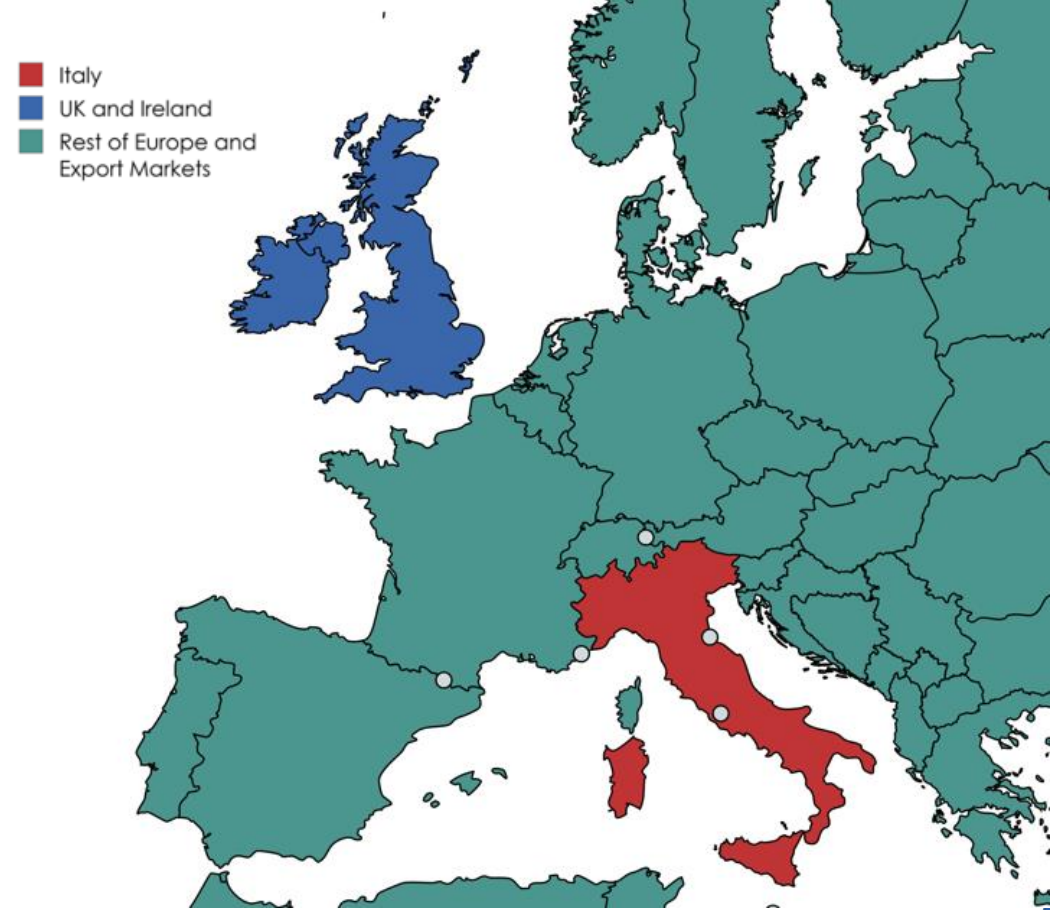 Italy
UK and Ireland
Rest of Europe and
Export Markets